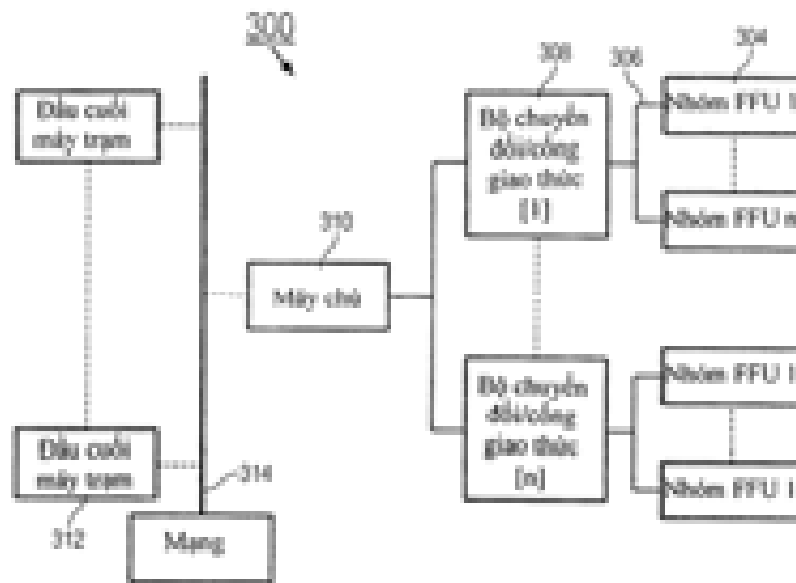 300
308
304
306
Đầu cuối
máy trạm
Bộ chuyển
đổi/cổng
giao thức
[1]
Nhóm FFU 1
Nhóm FFU n
310
Máy chủ
Đầu cuối
máy trạm
312
314
Mạng
Bộ chuyển
đổi/cổng
giao thức
[n]
Nhóm FFU 1
Nhóm FFU 1